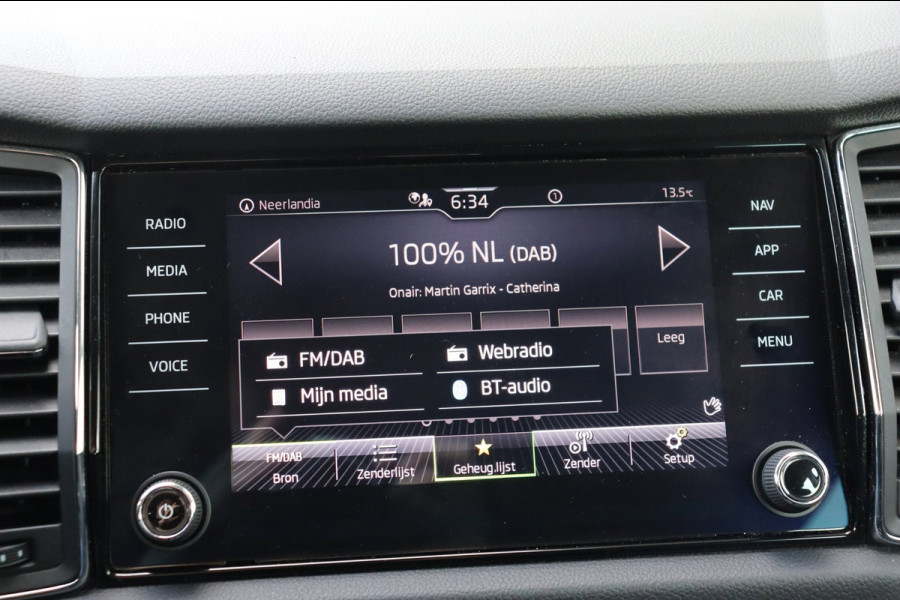 Neerlandia
6:34
1
13.5℃
RADIO
MEDIA
PHONE
VOICE
100% NL (DAB)
Onair: Martin Garrix - Catherina
Leeg
FM/DAB
Webradio
Mijn media
BT-audio
FM/DAB
Bron
Zenderlijst
Geheug.lijst
Zender
Setup
NAV
APP
CAR
MENU